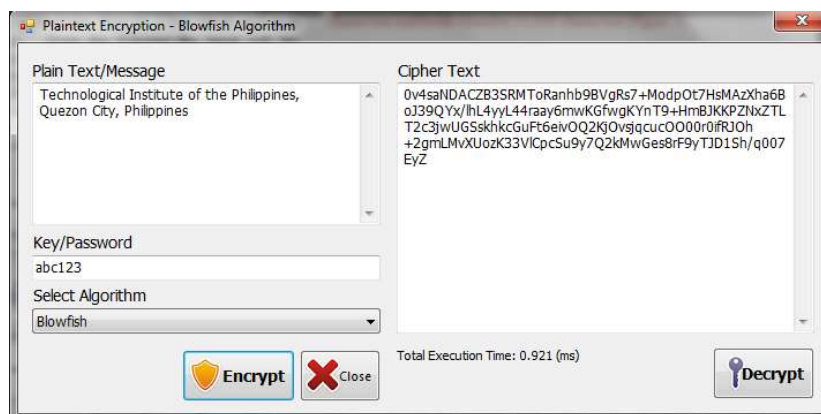 Plaintext Encryption - Blowfish Algorithm
Plain Text/Message
Technological Institute of the Philippines,
Quezon City, Philippines
Key/Password
abc123
Select Algorithm
Blowfish
Encrypt
Close
Cipher Text
0v4saNDACZB3SRMToRanhb9BVgRs7+ModpOt7HsMAzXha6B
oJ39QYx/lhL4yyL44raay6mwKGfwgKYnT9+HmBJKKPZNxZTL
T2c3jwUGSskhkcGuFt6eivOQ2KjOvsjqcucOO00r0ifRJOh
+2gmLMvXUozK33VlCpcSu9y7Q2kMwGes8rF9yTJD1Sh/q007
EyZ
Total Execution Time: 0.921 (ms)
Decrypt